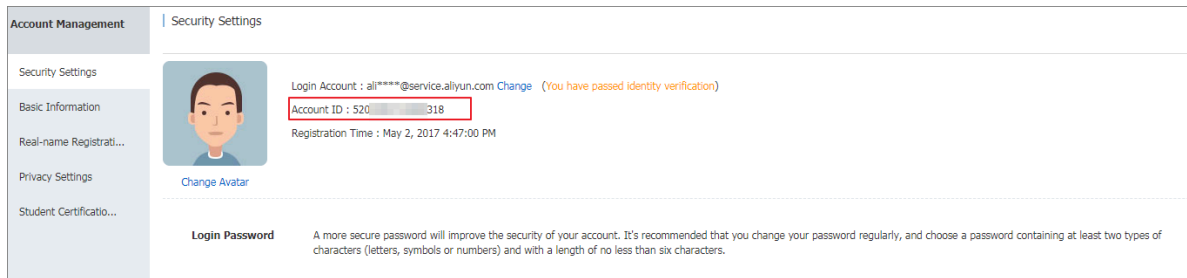 Account Management
Security Settings
Security Settings
Basic Information
Real-name Registrati...
Privacy Settings
Student Certificatio...
Login Account : ali****@service.aliyun.com Change (You have passed identity verification)
Account ID : 520 318
Registration Time : May 2, 2017 4:47:00 PM
Change Avatar
Login Password
A more secure password will improve the security of your account. It's recommended that you change your password regularly, and choose a password containing at least two types of
characters (letters, symbols or numbers) and with a length of no less than six characters.